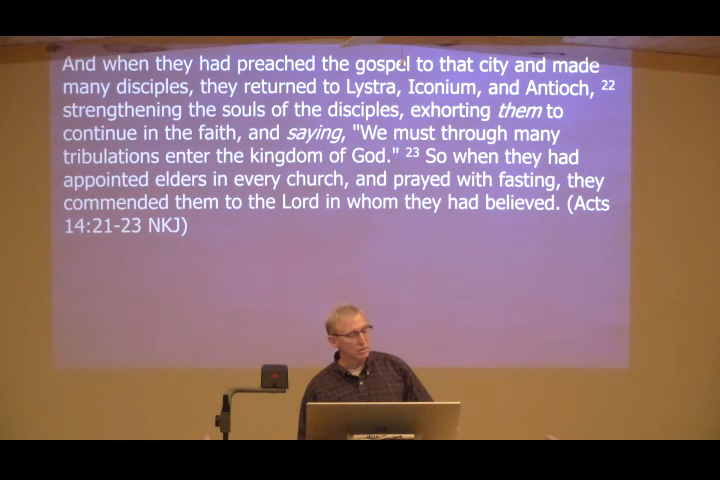 And when they had preached the gospel to that city and made
many disciples, they returned to Lystra, Iconium, and Antioch, 22
strengthening the souls of the disciples, exhorting them to
continue in the faith, and saying, "We must through many
tribulations enter the kingdom of God." 23 So when they had
appointed elders in every church, and prayed with fasting, they
commended them to the Lord in whom they had believed. (Acts
14:21-23 NKJ)